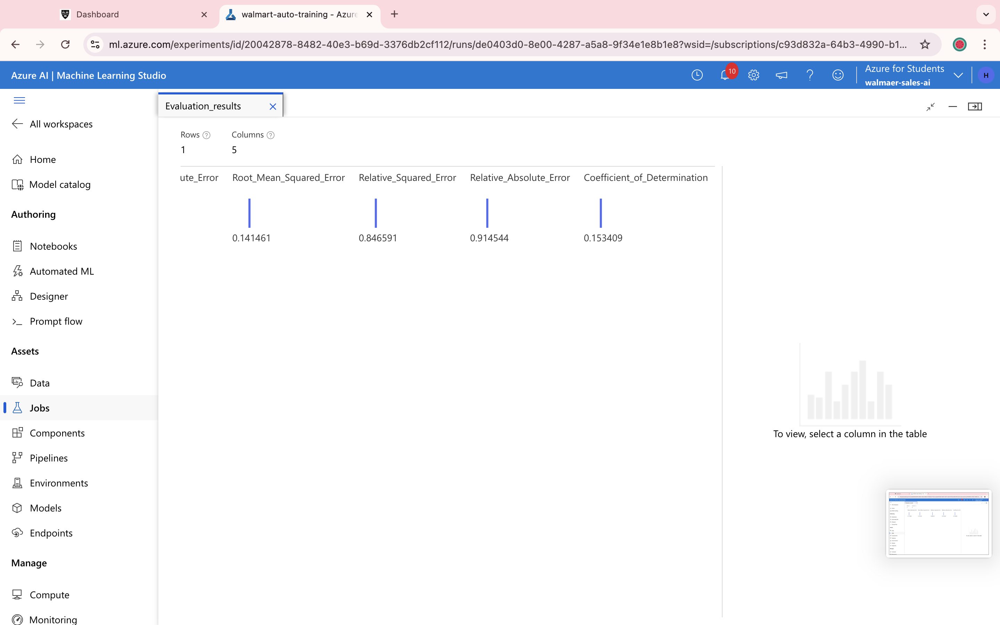 Dashboard
walmart-auto-training - Azure
ml.azure.com/experiments/id/20042878-8482-40e3-b69d-3376db2cf112/runs/de0403d0-8e00-4287-a5a8-9f34e1e8b1e8?wsid=/subscriptions/c93d832a-64b3-4990-b1...
Azure AI | Machine Learning Studio
10
Azure for Students
walmaer-sales-ai
H
All workspaces
Home
Model catalog
Authoring
Notebooks
Automated ML
Designer
Prompt flow
Assets
Data
Jobs
Components
Pipelines
Environments
Models
Endpoints
Manage
Compute
Monitoring
Evaluation_results
Rows Columns
1 5
ute_Error Root_Mean_Squared_Error Relative_Squared_Error Relative_Absolute_Error Coefficient_of_Determination
0.141461 0.846591 0.914544 0.153409
To view, select a column in the table